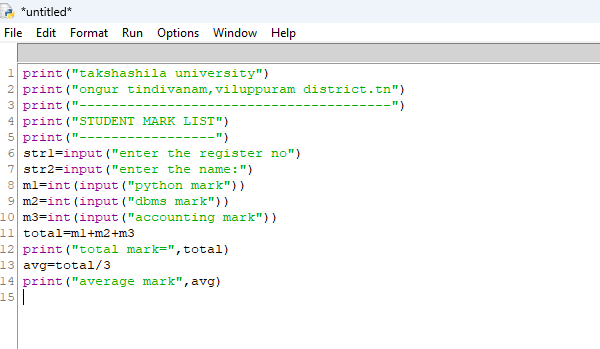 *untitled*
File Edit Format Run Options Window Help
1 print("takshashila university")
2 print("ongur tindivanam,viluppuram district.tn")
3 print("----------------------------------------")
4 print("STUDENT MARK LIST")
5 print("-----------------")
6 str1=input("enter the register no")
7 str2=input("enter the name:")
8 m1=int(input("python mark"))
9 m2=int(input("dbms mark"))
10 m3=int(input("accounting mark"))
11 total=m1+m2+m3
12 print("total mark=",total)
13 avg=total/3
14 print("average mark",avg)
15